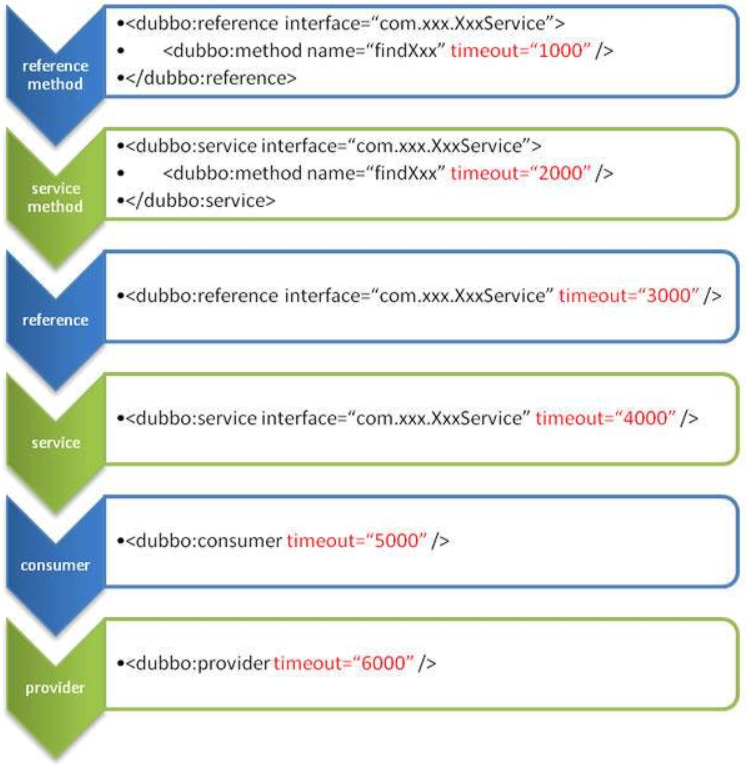 reference
method
•<dubbo:reference interface=“com.xxx.XxxService”>
• <dubbo:method name=“findXxx” timeout=“1000” />
•</dubbo:reference>
service
method
•<dubbo:service interface=“com.xxx.XxxService”>
• <dubbo:method name=“findXxx” timeout=“2000” />
•</dubbo:service>
reference
•<dubbo:reference interface=“com.xxx.XxxService” timeout=“3000” />
service
•<dubbo:service interface=“com.xxx.XxxService” timeout=“4000” />
consumer
•<dubbo:consumer timeout=“5000” />
provider
•<dubbo:provider timeout=“6000” />